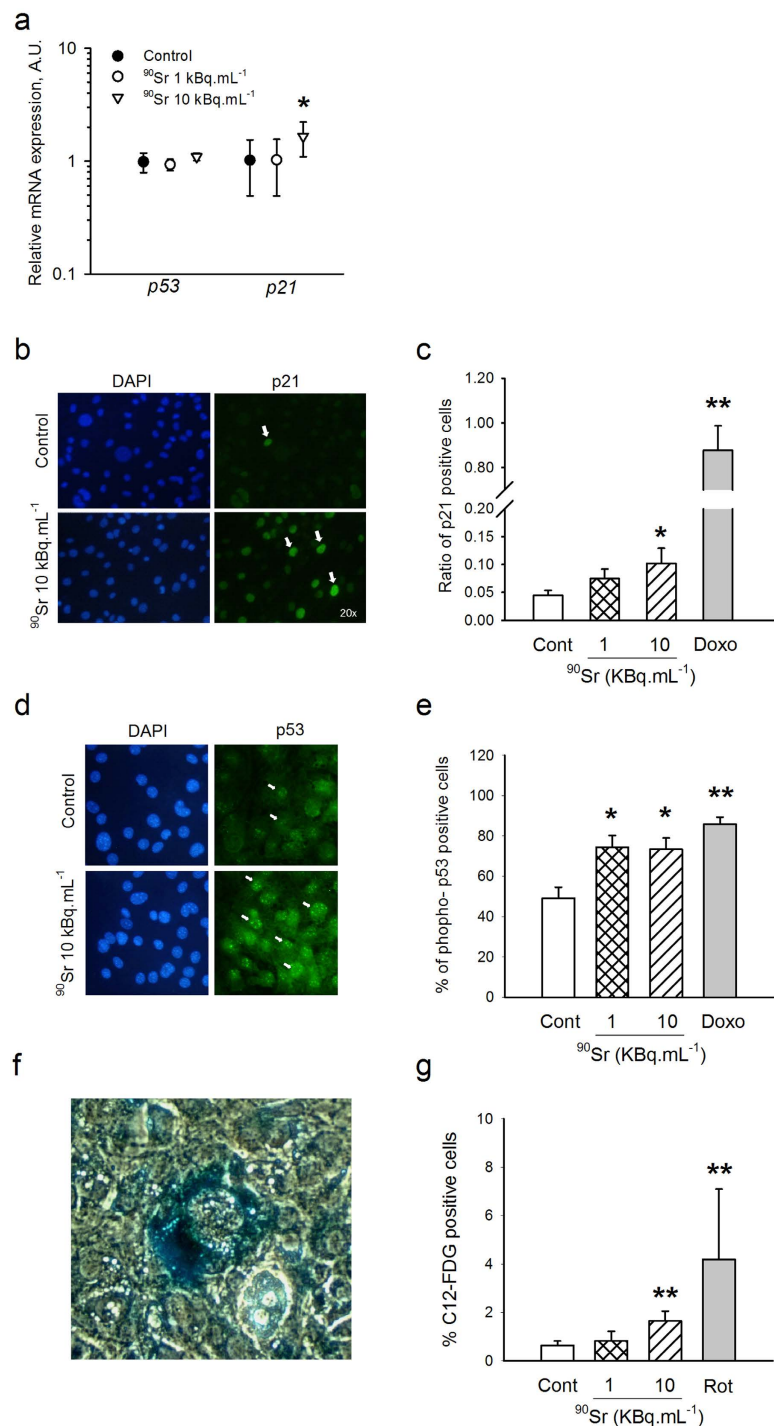 a
Relative mRNA expression, A.U.
10
1
0.1
Control
⁹⁰Sr 1 kBq.mL⁻¹
⁹⁰Sr 10 kBq.mL⁻¹
*
p53 p21
b
DAPI p21
Control
⁹⁰Sr 10 kBq.mL⁻¹
20x
c
Ratio of p21 positive cells
1.20
1.00
0.80
0.20
0.15
0.10
0.05
0.00
*
**
Cont 1 10 Doxo
⁹⁰Sr (KBq.mL⁻¹)
d
DAPI p53
Control
⁹⁰Sr 10 kBq.mL⁻¹
e
% of phopho- p53 positive cells
120
100
80
60
40
20
0
* * **
Cont 1 10 Doxo
⁹⁰Sr (KBq.mL⁻¹)
f
g
% C12-FDG positive cells
10
8
6
4
2
0
**
**
Cont 1 10 Rot
⁹⁰Sr (KBq.mL⁻¹)